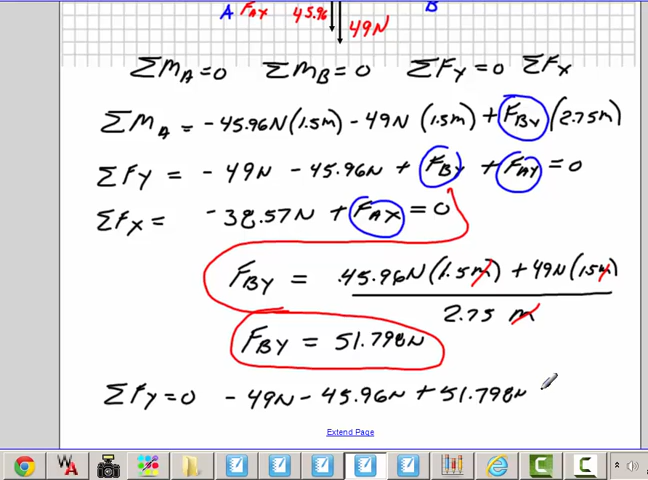 A FAX 45.96 B
49N
ΣMA=0 ΣMB=0 ΣFY=0 ΣFX
ΣMA = -45.96N(1.5m) - 49N (1.5m) + FBY (2.75m)
ΣFY = -49N - 45.96N + FBY + FAY = 0
ΣFX = -38.57N + FAX = 0
FBY = 45.96N(1.5m) + 49N(1.5m)
2.75 m
FBY = 51.798N
ΣFY=0 -49N - 45.96N + 51.798N
Extend Page